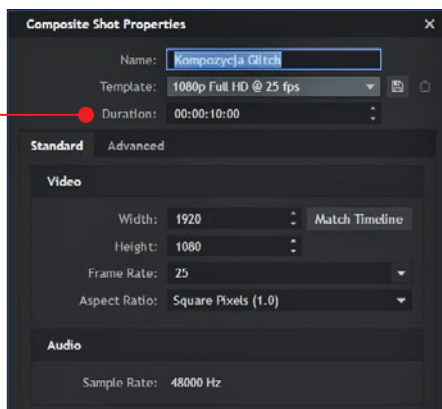 Composite Shot Properties
Name: Kompozycja Glitch
Template: 1080p Full HD @ 25 fps
Duration: 00:00:10:00
Standard Advanced
Video
Width: 1920 Match Timeline
Height: 1080
Frame Rate: 25
Aspect Ratio: Square Pixels (1.0)
Audio
Sample Rate: 48000 Hz